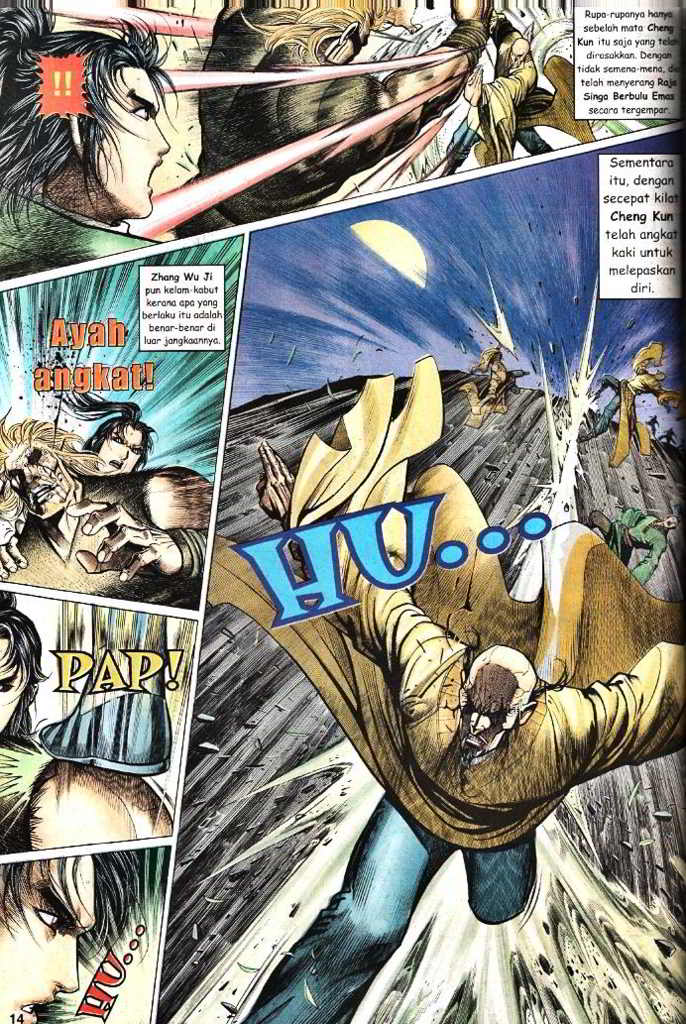 !!
Rupa-rupanya hanya
sebelah mata Cheng
Kun itu saja yang telah
dirosakkan. Dengan
tidak semena-mena, dia
telah menyerang Raja
Singa Berbulu Emas
secara tergempar.
Sementara
itu, dengan
secepat kilat
Cheng Kun
telah angkat
kaki untuk
melepaskan
diri.
Zhang Wu Ji
pun kelam-kabut
kerana apa yang
berlaku itu adalah
benar-benar di
luar jangkaannya.
Ayah
angkat!
HU...
PAP!
HU...
14